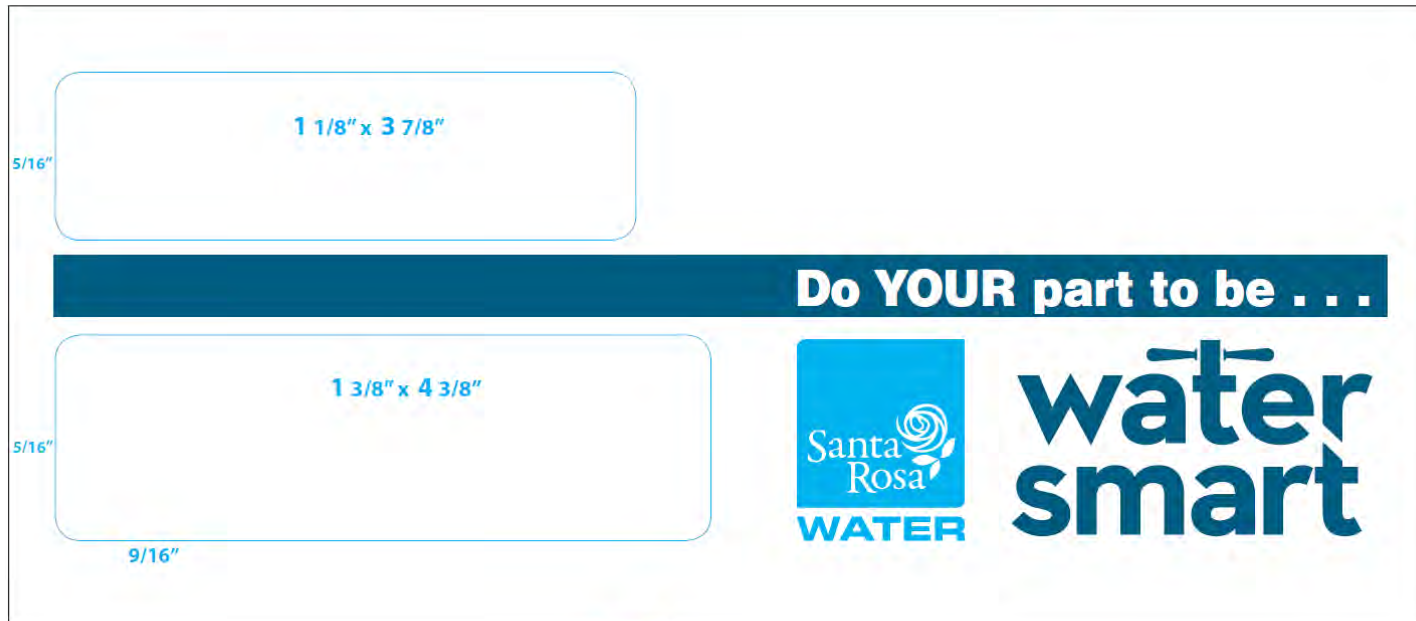 1 1/8” x 3 7/8”
5/16”
Do YOUR part to be . . .
1 3/8” x 4 3/8”
5/16”
9/16”
Santa
Rosa
WATER
water
smart